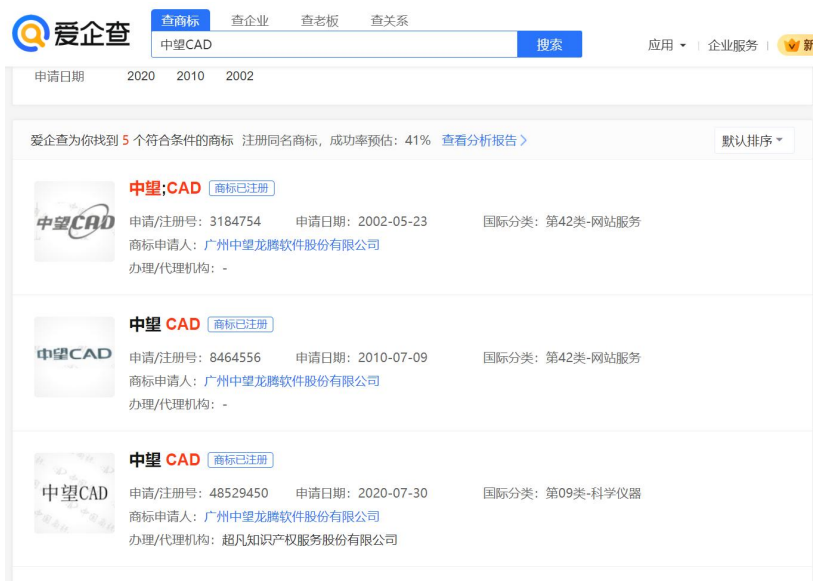 爱企查
查商标 查企业 查老板 查关系
中望CAD 搜索
应用 企业服务 新
申请日期 2020 2010 2002
爱企查为你找到 5 个符合条件的商标 注册同名商标，成功率预估：41% 查看分析报告 默认排序
中望;CAD 商标已注册
中望CAD
申请/注册号：3184754 申请日期：2002-05-23 国际分类：第42类-网站服务
商标申请人：广州中望龙腾软件股份有限公司
办理/代理机构：-
中望 CAD 商标已注册
中望CAD
申请/注册号：8464556 申请日期：2010-07-09 国际分类：第42类-网站服务
商标申请人：广州中望龙腾软件股份有限公司
办理/代理机构：-
中望 CAD 商标已注册
中望CAD
申请/注册号：48529450 申请日期：2020-07-30 国际分类：第09类-科学仪器
商标申请人：广州中望龙腾软件股份有限公司
办理/代理机构：超凡知识产权服务股份有限公司